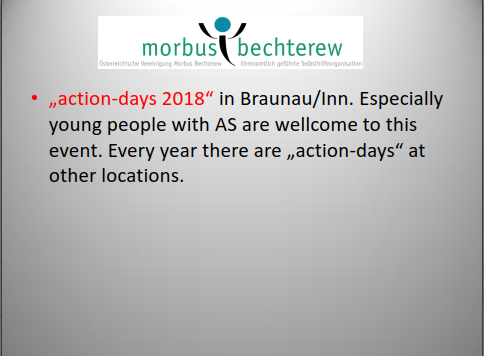 morbus bechterew
Österreichische Vereinigung Morbus Bechterew Ehrenamtlich geführte Selbsthilfeorganisation
• „action-days 2018“ in Braunau/Inn. Especially
young people with AS are wellcome to this
event. Every year there are „action-days“ at
other locations.